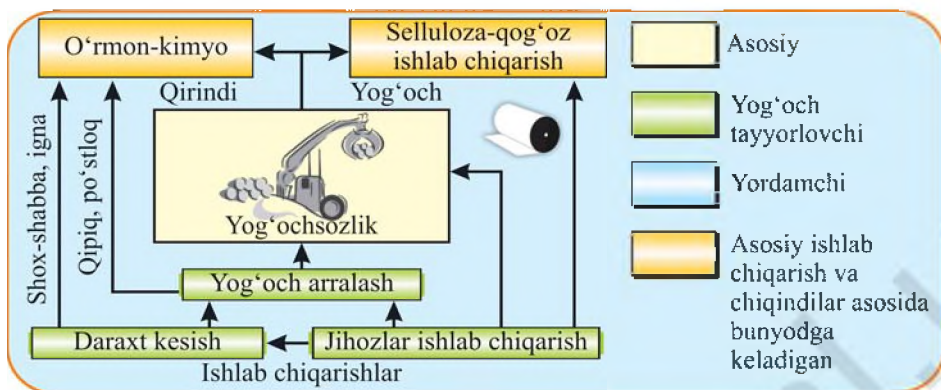 O‘rmon-kimyo
Selluloza-qog‘oz
ishlab chiqarish
Qirindi
Yog‘och
Shox-shabba, igna
Qipiq, po‘stloq
Yog‘ochsozlik
Yog‘och arralash
Daraxt kesish
Jihozlar ishlab chiqarish
Ishlab chiqarishlar
Asosiy
Yog‘och
tayyorlovchi
Yordamchi
Asosiy ishlab
chiqarish va
chiqindilar asosida
bunyodga
keladigan